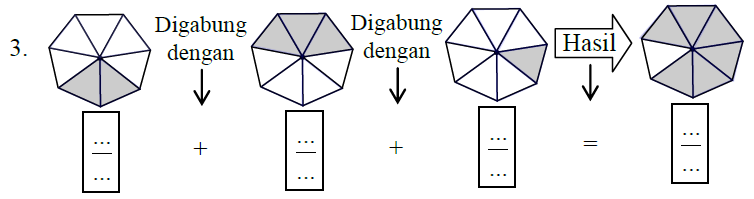 3.
Digabung
dengan
Digabung
dengan
Hasil
...
...
+
...
...
+
...
...
=
...
...